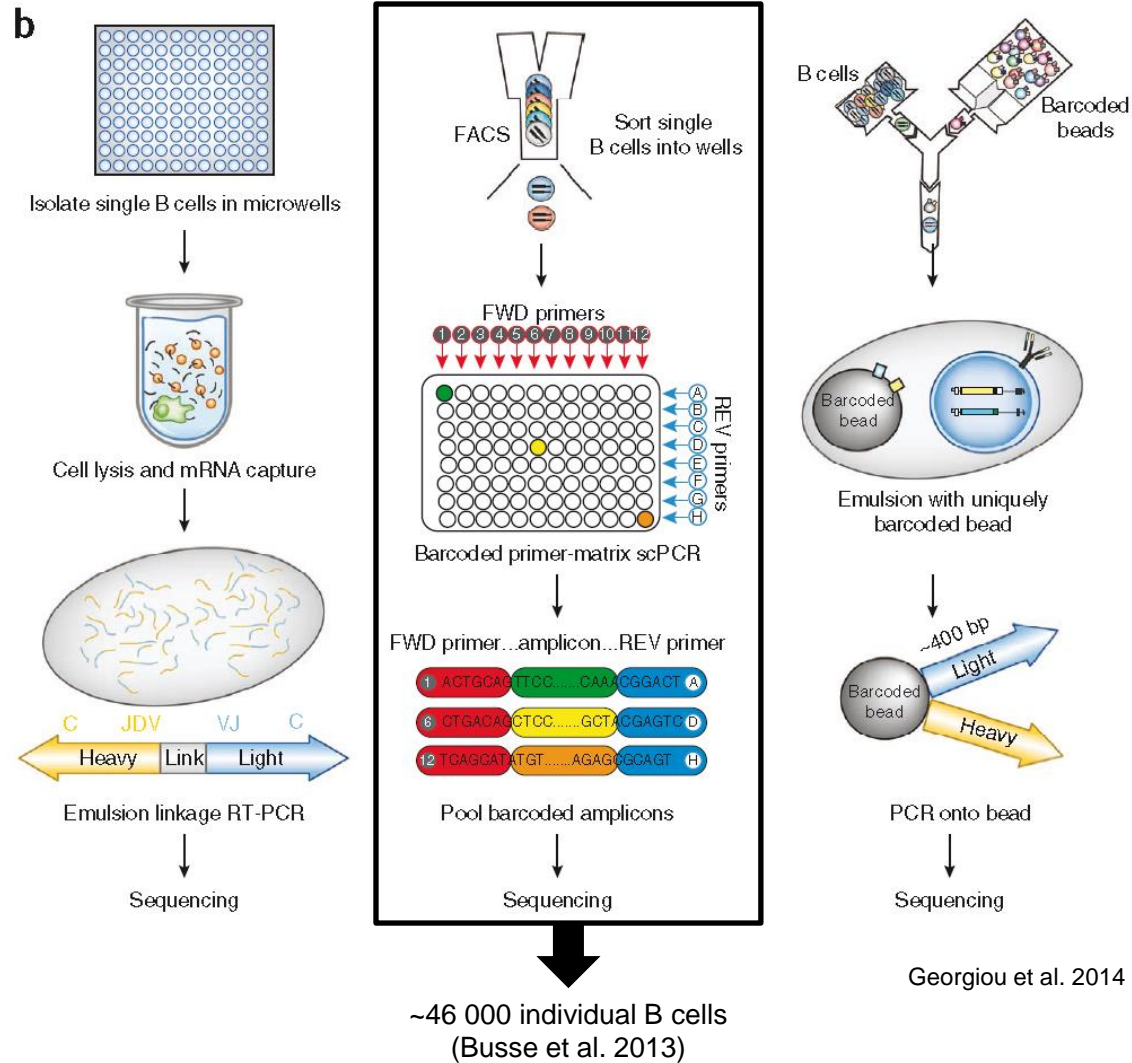 b
Isolate single B cells in microwells
Cell lysis and mRNA capture
C JDV VJ C
Heavy Link Light
Emulsion linkage RT-PCR
Sequencing
FACS
Sort single
B cells into wells
FWD primers
1 2 3 4 5 6 7 8 9 10 11 12
A
B
C
D
E
F
G
H
REV primers
Barcoded primer-matrix scPCR
FWD primer...amplicon...REV primer
1 ACTGCAGTTCC.......CAAACGGACT A
6 CTGACAGCTCC.....GCTACGAGTC D
12 TCAGCATATGT.......AGAGCGCAGT H
Pool barcoded amplicons
Sequencing
~46 000 individual B cells
(Busse et al. 2013)
B cells
Barcoded
beads
Barcoded
bead
Emulsion with uniquely
barcoded bead
~400 bp
Light
Barcoded
bead
Heavy
PCR onto bead
Sequencing
Georgiou et al. 2014